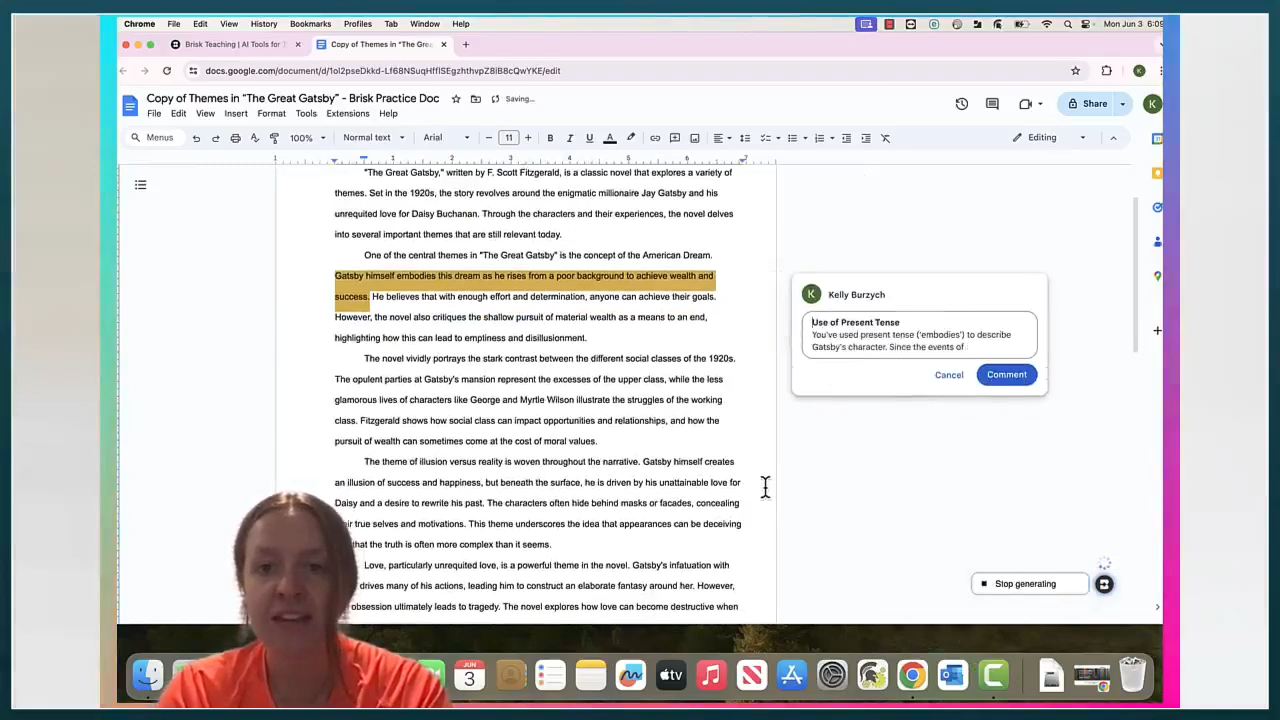 Chrome File Edit View History Bookmarks Profiles Tab Window Help
Mon Jun 3 6:09
Brisk Teaching | AI Tools for T
Copy of Themes in "The Grea
docs.google.com/document/d/1ol2pseDkkd-Lf68NSuqHfflSEgzhthvpZ8iB8cQwYKE/edit
Copy of Themes in "The Great Gatsby" - Brisk Practice Doc
Saving...
File Edit View Insert Format Tools Extensions Help
Share
K
Menus
100%
Normal text
Arial
11
B I U A
Editing
1 1 2 3 4 5 6 7
"The Great Gatsby," written by F. Scott Fitzgerald, is a classic novel that explores a variety of
themes. Set in the 1920s, the story revolves around the enigmatic millionaire Jay Gatsby and his
unrequited love for Daisy Buchanan. Through the characters and their experiences, the novel delves
into several important themes that are still relevant today.
One of the central themes in "The Great Gatsby" is the concept of the American Dream.
Gatsby himself embodies this dream as he rises from a poor background to achieve wealth and
success. He believes that with enough effort and determination, anyone can achieve their goals.
However, the novel also critiques the shallow pursuit of material wealth as a means to an end,
highlighting how this can lead to emptiness and disillusionment.
The novel vividly portrays the stark contrast between the different social classes of the 1920s.
The opulent parties at Gatsby's mansion represent the excesses of the upper class, while the less
glamorous lives of characters like George and Myrtle Wilson illustrate the struggles of the working
class. Fitzgerald shows how social class can impact opportunities and relationships, and how the
pursuit of wealth can sometimes come at the cost of moral values.
The theme of illusion versus reality is woven throughout the narrative. Gatsby himself creates
an illusion of success and happiness, but beneath the surface, he is driven by his unattainable love for
Daisy and a desire to rewrite his past. The characters often hide behind masks or facades, concealing
true selves and motivations. This theme underscores the idea that appearances can be deceiving
that the truth is often more complex than it seems.
Love, particularly unrequited love, is a powerful theme in the novel. Gatsby's infatuation with
drives many of his actions, leading him to construct an elaborate fantasy around her. However,
obsession ultimately leads to tragedy. The novel explores how love can become destructive when
K Kelly Burzych
Use of Present Tense
You've used present tense ('embodies') to describe
Gatsby's character. Since the events of
Cancel
Comment
Stop generating
JUN
3
tv